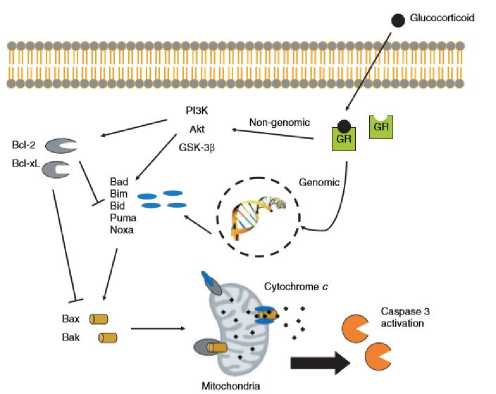 Glucocorticoid
PI3K
Akt
GSK-3β
Non-genomic
GR
GR
Bcl-2
Bcl-xL
Genomic
Bad
Bim
Bid
Puma
Noxa
Cytochrome c
Bax
Bak
Caspase 3
activation
Mitochondria